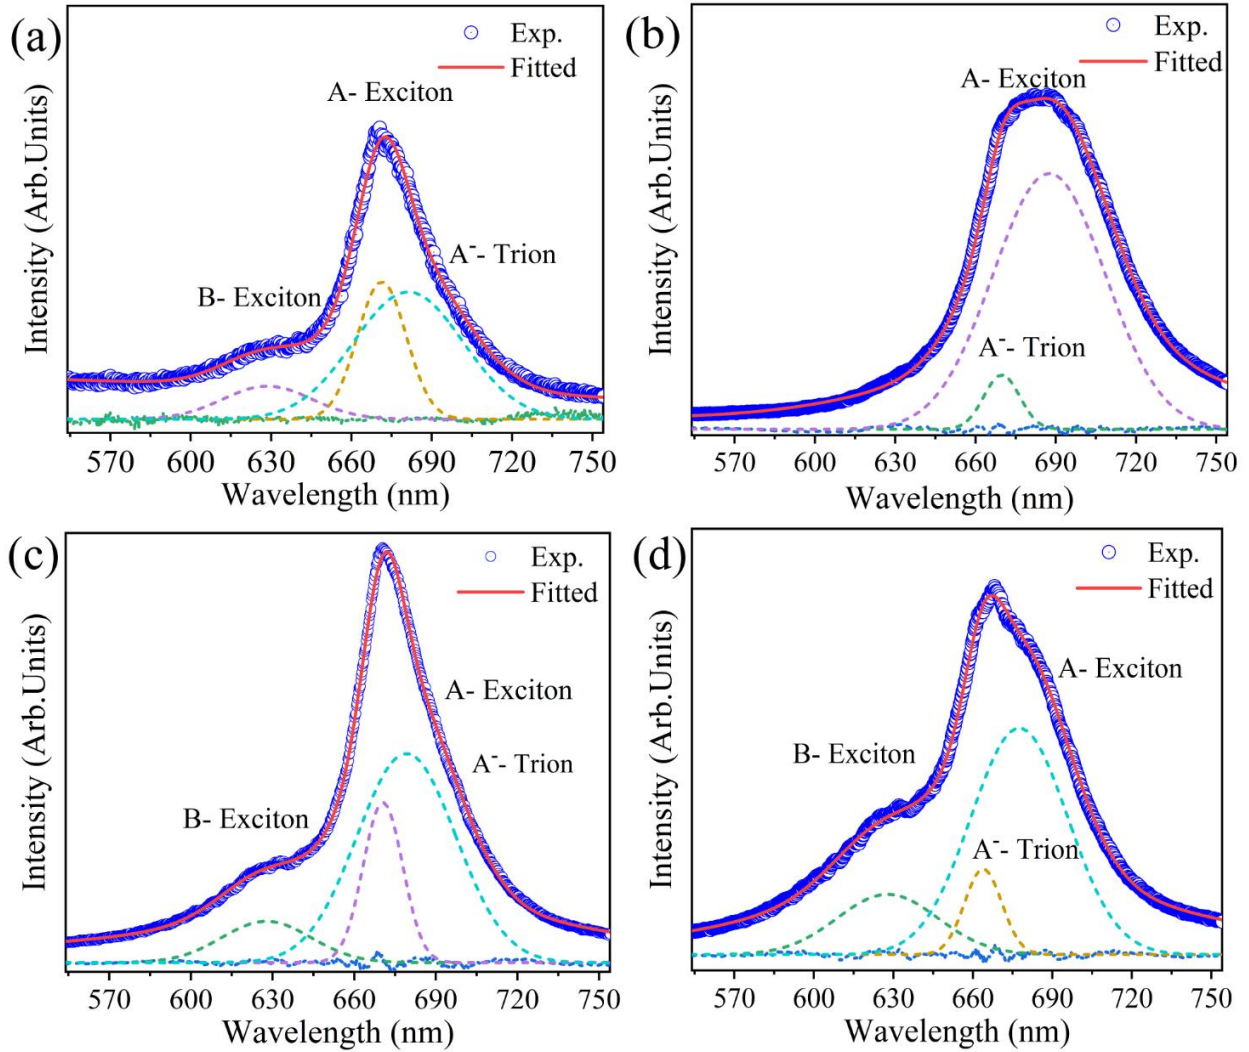 (a)
Exp.
Fitted
A- Exciton
A⁻- Trion
B- Exciton
Intensity (Arb.Units)
570 600 630 660 690 720 750
Wavelength (nm)
(b)
Exp.
Fitted
A- Exciton
A⁻- Trion
Intensity (Arb.Units)
570 600 630 660 690 720 750
Wavelength (nm)
(c)
Exp.
Fitted
A- Exciton
A⁻- Trion
B- Exciton
Intensity (Arb.Units)
570 600 630 660 690 720 750
Wavelength (nm)
(d)
Exp.
Fitted
A- Exciton
B- Exciton
A⁻- Trion
Intensity (Arb.Units)
570 600 630 660 690 720 750
Wavelength (nm)